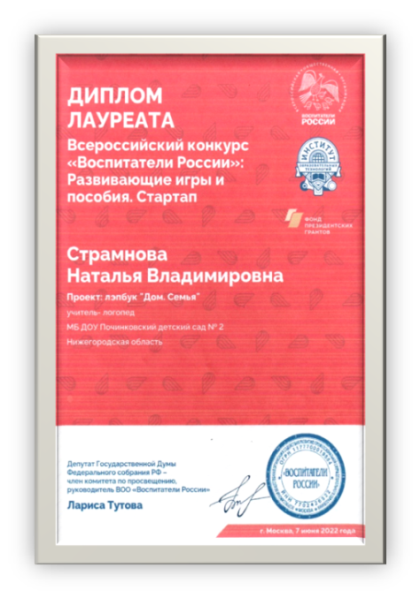 ДИПЛОМ
ЛАУРЕАТА
Всероссийский конкурс
«Воспитатели России»:
Развивающие игры и
пособия. Стартап
ВОСПИТАТЕЛИ
РОССИИ
ИНСТИТУТ
ФОНД
ПРЕЗИДЕНТСКИХ
ГРАНТОВ
Страмнова
Наталья Владимировна
Проект: лэпбук "Дом. Семья"
учитель- логопед
МБ ДОУ Починковский детский сад № 2
Нижегородская область
Депутат Государственной Думы
Федерального собрания РФ –
член комитета по просвещению,
руководитель ВОО «Воспитатели России»
Лариса Тутова
ВОСПИТАТЕЛИ
РОССИИ
г. Москва, 7 июня 2022 года